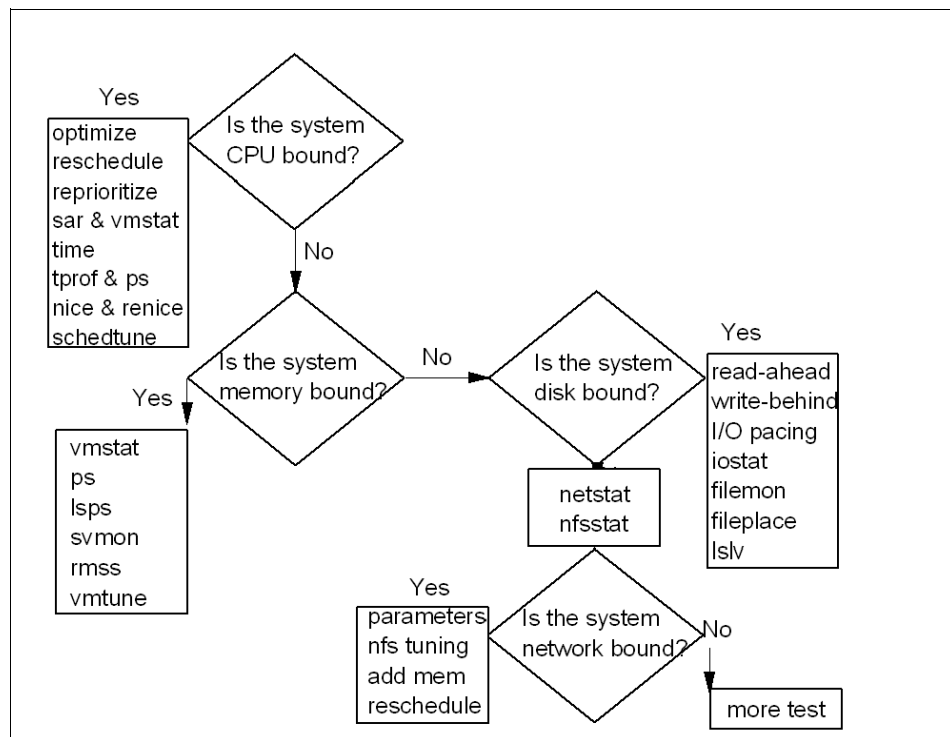 Yes
Is the system
CPU bound?
optimize
reschedule
reprioritize
sar & vmstat
time
tprof & ps
nice & renice
schedtune
No
Is the system
memory bound?
No
Is the system
disk bound?
Yes
read-ahead
write-behind
I/O pacing
iostat
filemon
fileplace
lslv
Yes
vmstat
ps
lsps
svmon
rmss
vmtune
netstat
nfsstat
Yes
parameters
nfs tuning
add mem
reschedule
Is the system
network bound?
No
more test